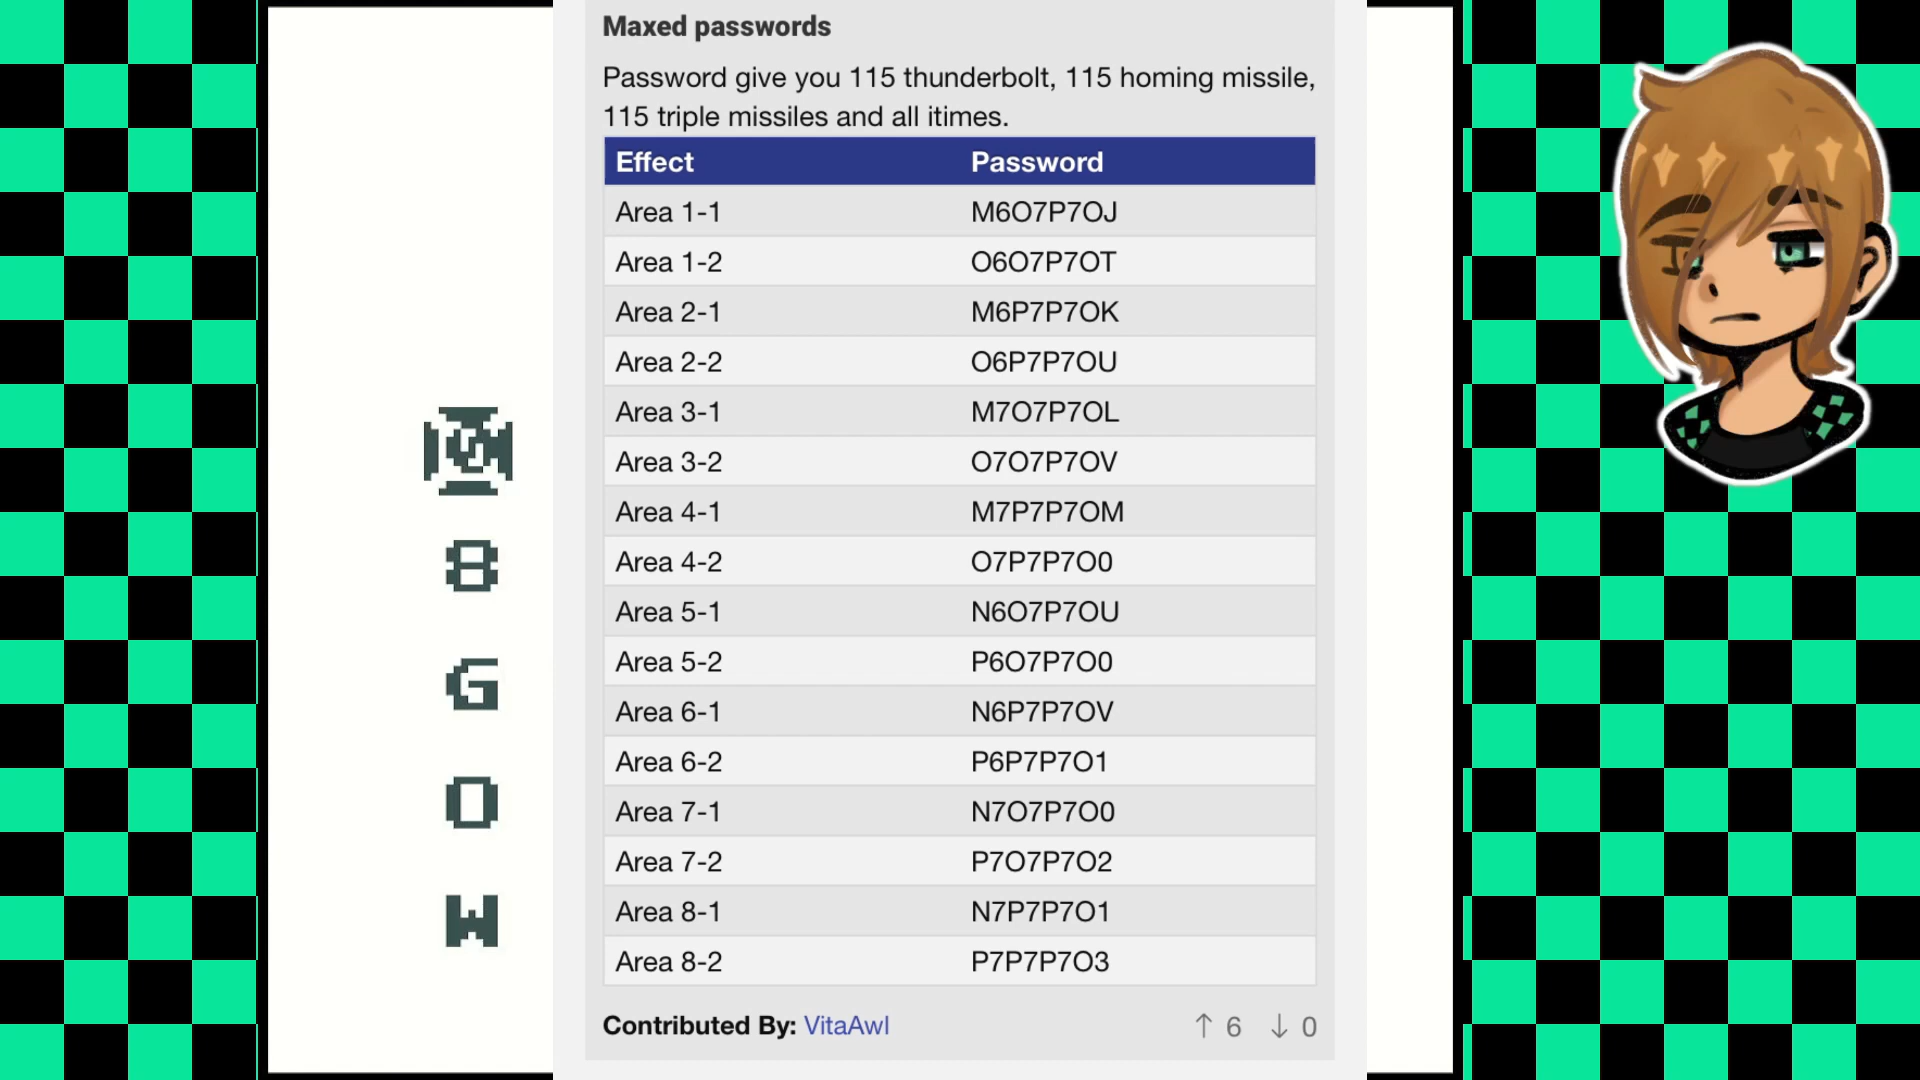 Maxed passwords
Password give you 115 thunderbolt, 115 homing missile,
115 triple missiles and all itimes.
Effect Password
Area 1-1 M6O7P7OJ
Area 1-2 O6O7P7OT
Area 2-1 M6P7P7OK
Area 2-2 O6P7P7OU
Area 3-1 M7O7P7OL
Area 3-2 O7O7P7OV
Area 4-1 M7P7P7OM
Area 4-2 O7P7P7O0
Area 5-1 N6O7P7OU
Area 5-2 P6O7P7O0
Area 6-1 N6P7P7OV
Area 6-2 P6P7P7O1
Area 7-1 N7O7P7O0
Area 7-2 P7O7P7O2
Area 8-1 N7P7P7O1
Area 8-2 P7P7P7O3
Contributed By: VitaAwl ↑ 6 ↓ 0
8
G
O
W